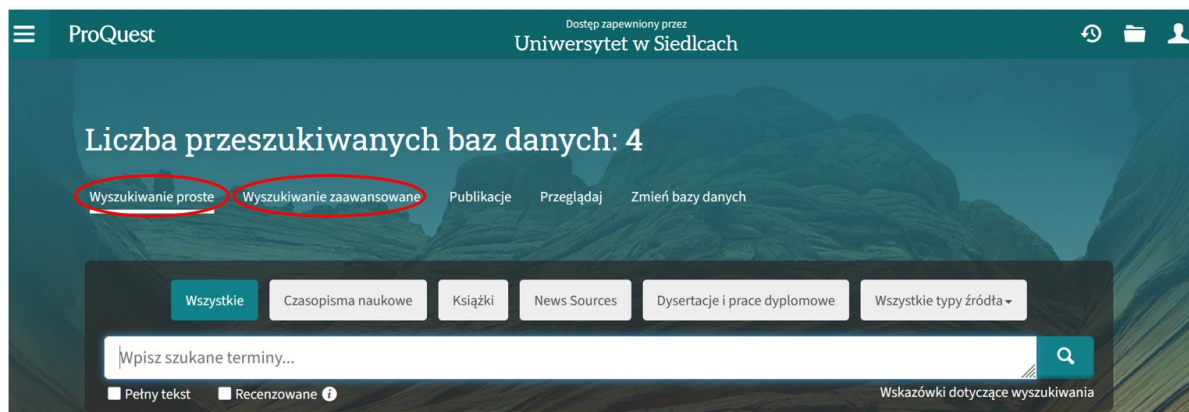 ProQuest
Dostęp zapewniony przez
Uniwersytet w Siedlcach
Liczba przeszukiwanych baz danych: 4
Wyszukiwanie proste Wyszukiwanie zaawansowane Publikacje Przeglądaj Zmień bazy danych
Wszystkie Czasopisma naukowe Książki News Sources Dysertacje i prace dyplomowe Wszystkie typy źródła
Wpisz szukane terminy...
Pełny tekst Recenzowane Wskazówki dotyczące wyszukiwania